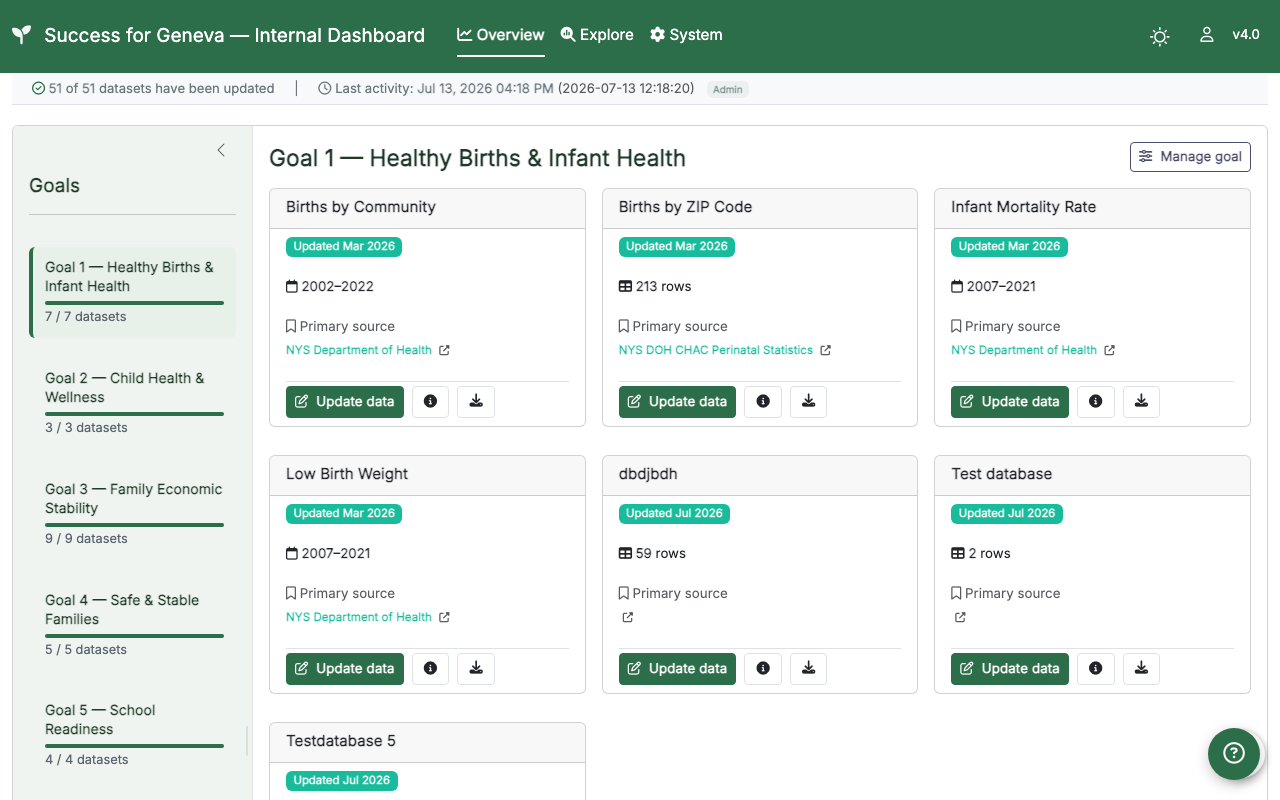 Success for Geneva — Internal Dashboard
Overview
Explore
System
v4.0
51 of 51 datasets have been updated
Last activity: Jul 13, 2026 04:18 PM (2026-07-13 12:18:20)
Admin
Goals
Goal 1 — Healthy Births &
Infant Health
7 / 7 datasets
Goal 2 — Child Health &
Wellness
3 / 3 datasets
Goal 3 — Family Economic
Stability
9 / 9 datasets
Goal 4 — Safe & Stable
Families
5 / 5 datasets
Goal 5 — School
Readiness
4 / 4 datasets
Goal 1 — Healthy Births & Infant Health
Manage goal
Births by Community
Updated Mar 2026
2002–2022
Primary source
NYS Department of Health
Update data
Births by ZIP Code
Updated Mar 2026
213 rows
Primary source
NYS DOH CHAC Perinatal Statistics
Update data
Infant Mortality Rate
Updated Mar 2026
2007–2021
Primary source
NYS Department of Health
Update data
Low Birth Weight
Updated Mar 2026
2007–2021
Primary source
NYS Department of Health
Update data
dbdjbdh
Updated Jul 2026
59 rows
Primary source
Update data
Test database
Updated Jul 2026
2 rows
Primary source
Update data
Testdatabase 5
Updated Jul 2026